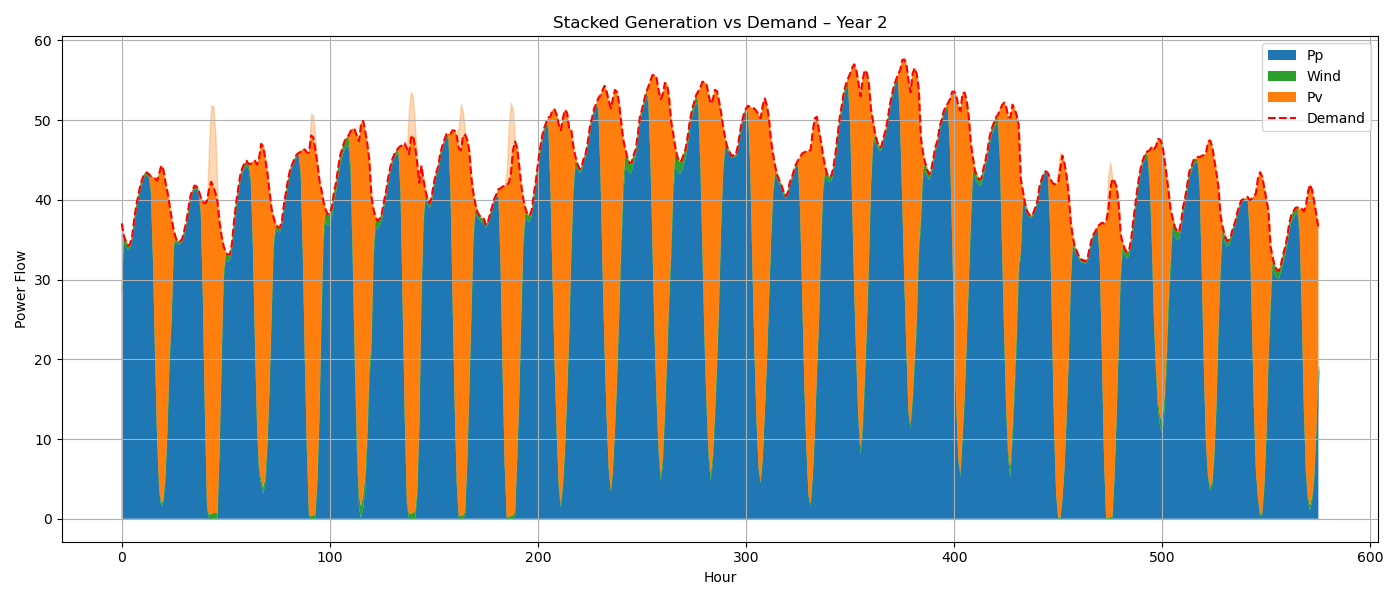 Stacked Generation vs Demand – Year 2
60
50
40
30
20
10
0
Power Flow
0 100 200 300 400 500 600
Hour
Pp
Wind
Pv
Demand